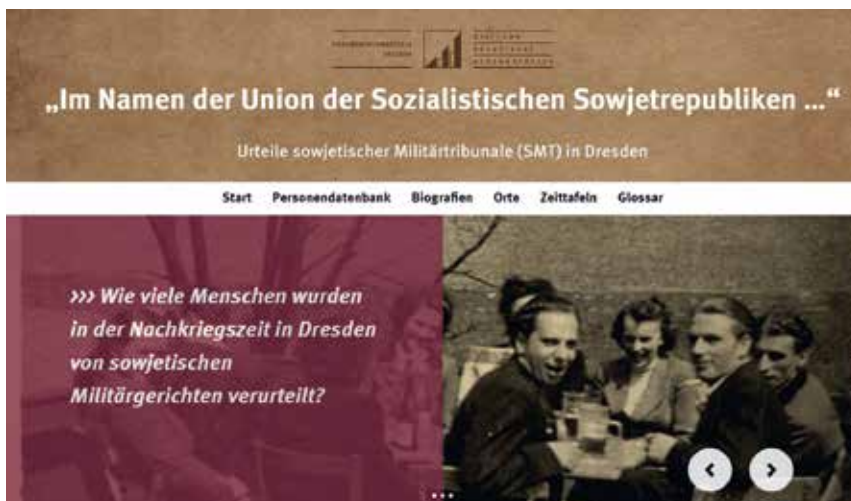 „Im Namen der Union der Sozialistischen Sowjetrepubliken ...“
Urteile sowjetischer Militärtribunale (SMT) in Dresden
Start Personendatenbank Biografien Orte Zeittafeln Glossar
>>> Wie viele Menschen wurden
in der Nachkriegszeit in Dresden
von sowjetischen
Militärgerichten verurteilt?